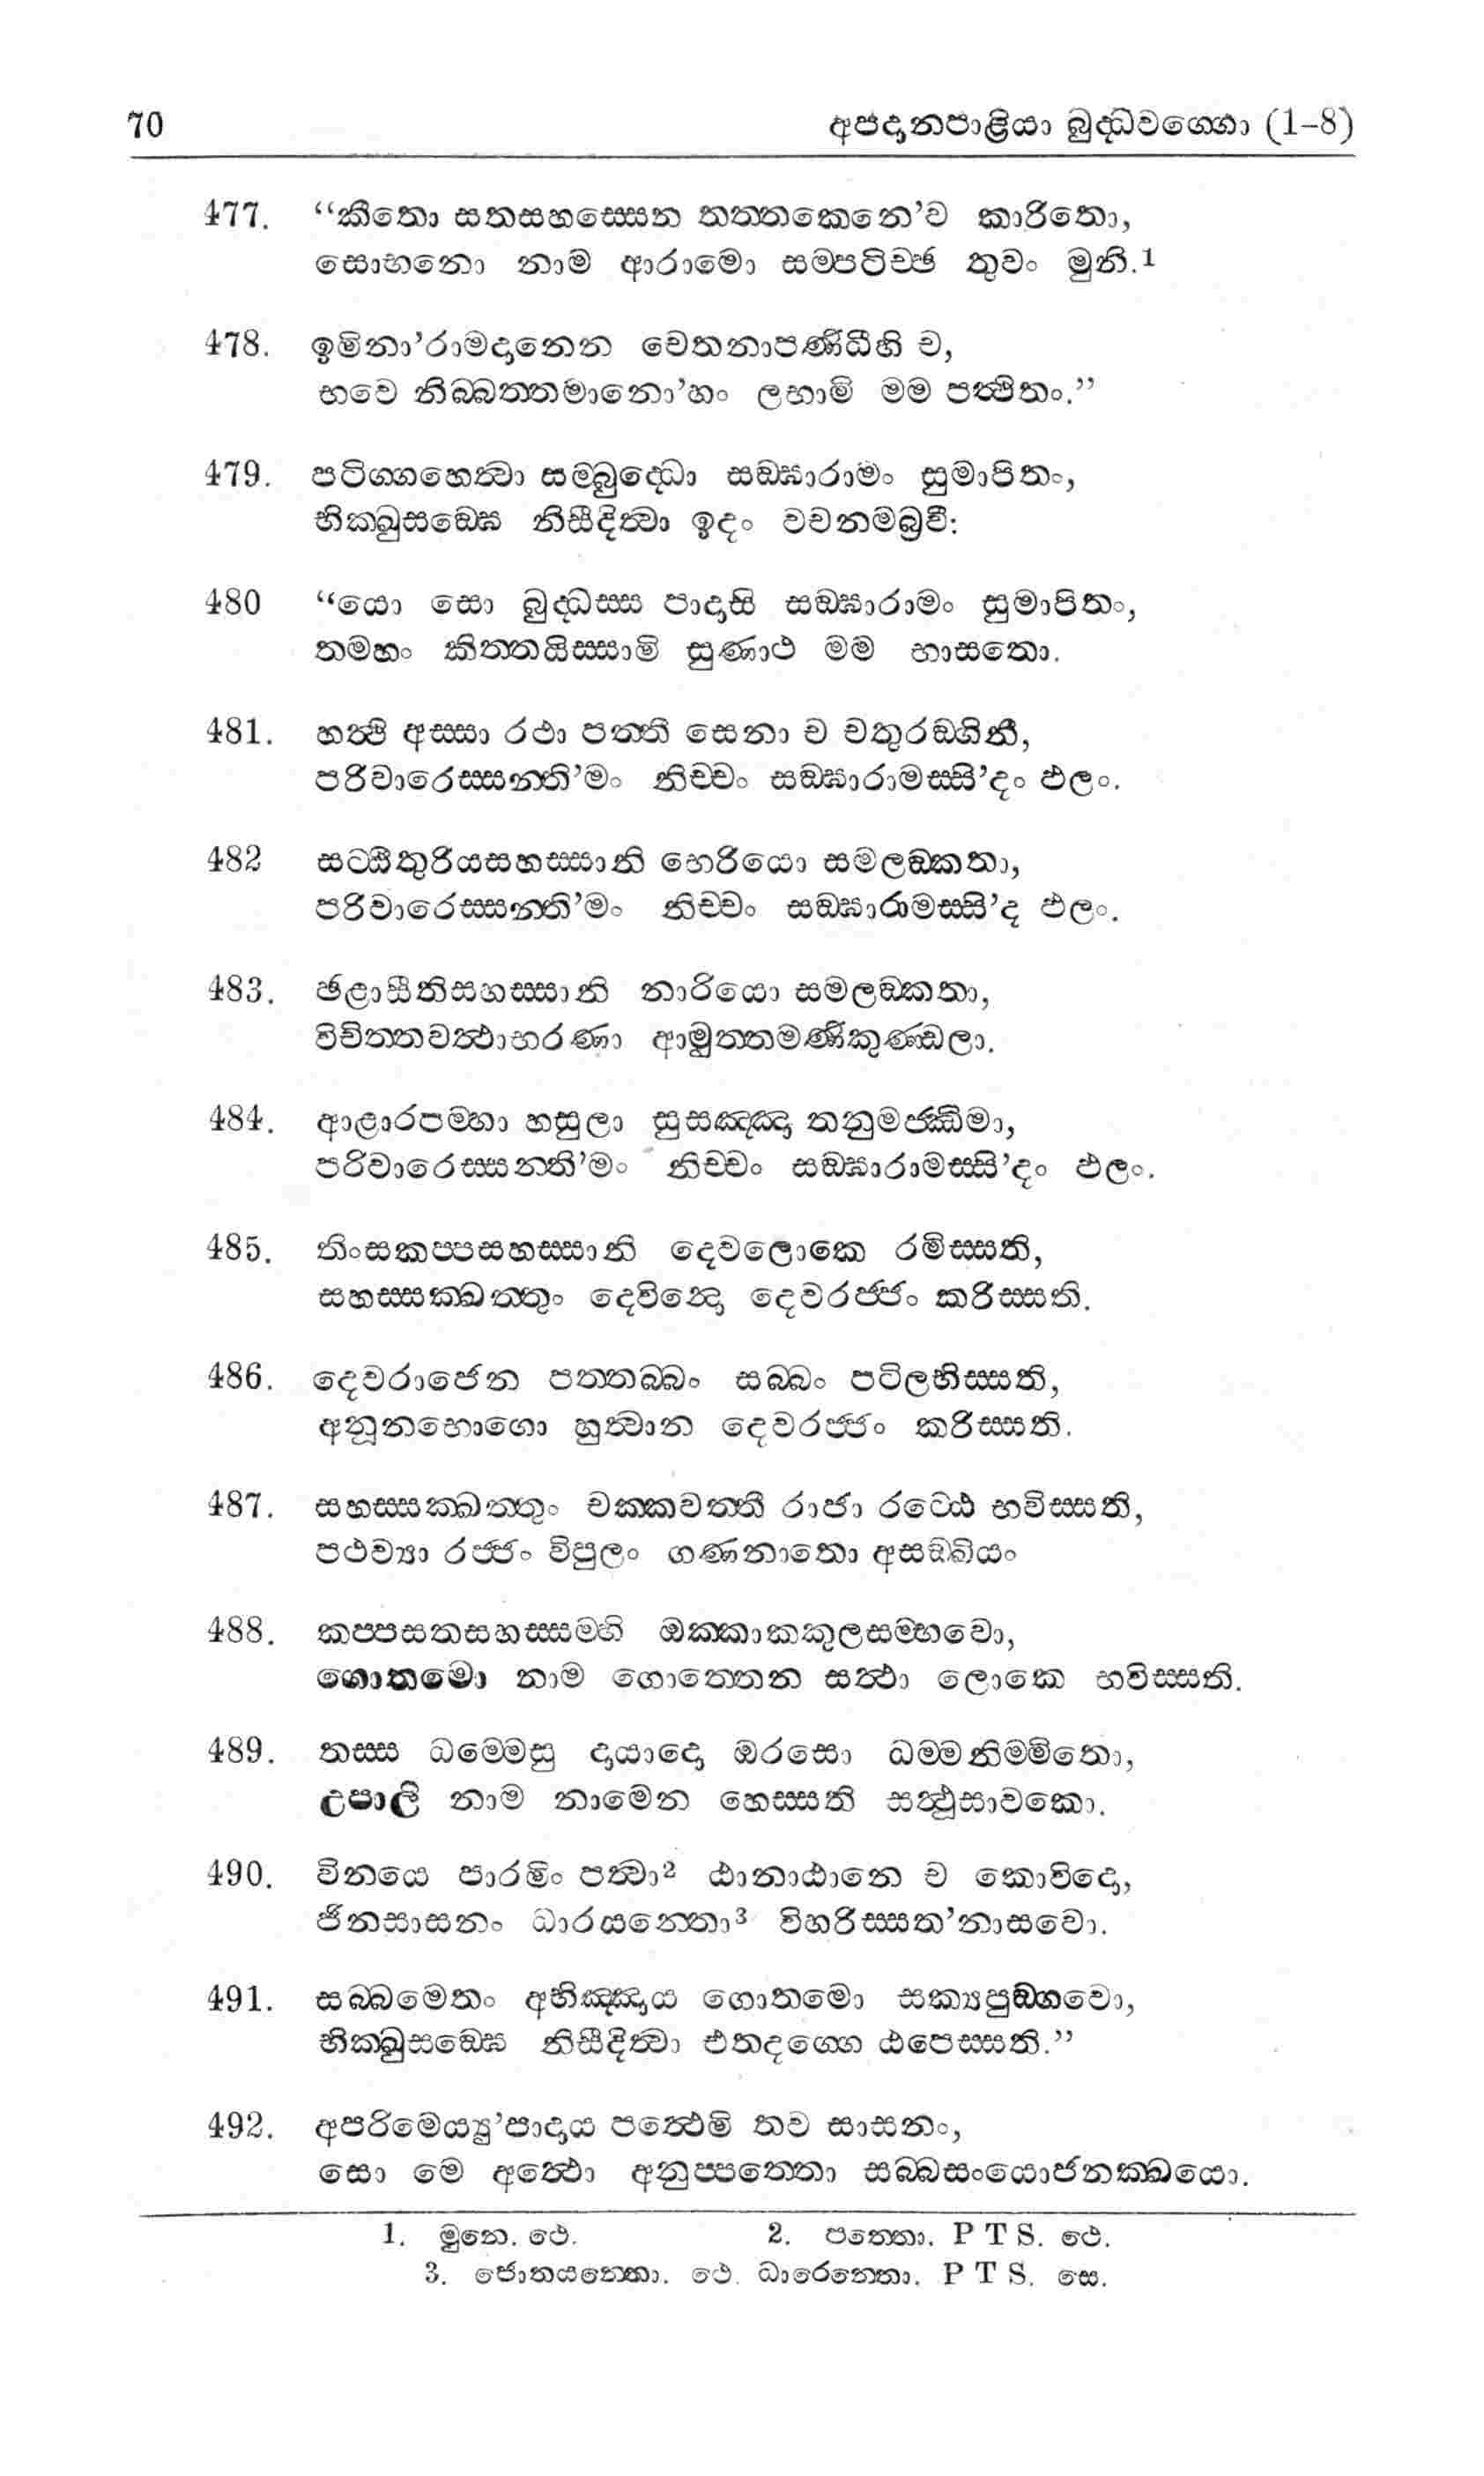 70 අපදානපාළියා බුද්ධවග්ගො (1–8)
477. “කීතො සතසහස්සෙන තත්තකෙනෙ’ව කාරිතො,
සොභනො නාම ආරාමො සම්පටිච්ඡ තුවං මුනි.1
478. ඉමිනා’රාමදානෙන චෙතනාපණිධීහි ච,
භවෙ නිබ්බත්තමානො’හං ලභාමි මම පත්ථිතං.”
479. පටිග්ගහෙත්වා සම්බුද්ධො සඞ්ඝාරාමං සුමාපිතං,
භික්ඛුසඞ්ඝෙ නිසීදිත්වා ඉදං වචනමබ්‍රවී:
480 “යො සො බුද්ධස්ස පාදාසි සඞ්ඝාරාමං සුමාපිතං,
තමහං කිත්තයිස්සාමි සුණාථ මම භාසතො.
481. හත්ථි අස්සා රථා පත්තී සෙනා ච චතුරඞ්ගිනී,
පරිවාරෙස්සන්ති’මං නිච්චං සඞ්ඝාරාමස්සි’දං ඵලං.
482 සට්ඨිතුරියසහස්සානි භෙරියො සමලඞ්කතා,
පරිවාරෙස්සන්ති’මං නිච්චං සඞ්ඝාරාමස්සි’ද ඵලං.
483. ඡළාසීතිසහස්සානි නාරියො සමලඞ්කතා,
විචිත්තවත්ථාභරණා ආමුත්තමණිකුණ්ඩලා.
484. ආළාරපම්හා හසුලා සුසඤ්ඤා තනුමජ්ඣිමා,
පරිවාරෙස්සන්ති’මං නිච්චං සඞ්ඝාරාමස්සි’දං ඵලං.
485. තිංසකප්පසහස්සානි දෙවලොකෙ රමිස්සති,
සහස්සක්ඛත්තුං දෙවින්දො දෙවරජ්ජං කරිස්සති.
486. දෙවරාජෙන පත්තබ්බං සබ්බං පටිලභිස්සති,
අනූනභොගො හුත්වාන දෙවරජ්ජං කරිස්සති.
487. සහස්සක්ඛත්තුං චක්කවත්තී රාජා රට්ඨෙ භවිස්සති,
පථව්‍යා රජ්ජං විපුලං ගණනාතො අසඞ්ඛියං
488. කප්පසතසහස්සම්හි ඔක්කාකකුලසම්භවො,
ගොතමො නාම ගොත්තෙන සත්ථා ලොකෙ භවිස්සති.
489. තස්ස ධම්මෙසු දායාදො ඔරසො ධම්මනිම්මිතො,
උපාලි නාම නාමෙන හෙස්සති සත්ථුසාවකො.
490. විනයෙ පාරමිං පත්වා2 ඨානාඨානෙ ච කොවිදො,
ජිනසාසනං ධාරයන්තො3 විහරිස්සත’නාසවො.
491. සබ්බමෙතං අභිඤ්ඤාය ගොතමො සක්‍යපුඞ්ගවො,
භික්ඛුසඞ්ඝෙ නිසීදිත්වා එතදග්ගෙ ඨපෙස්සති.”
492. අපරිමෙය්‍යු’පාදාය පත්ථෙමි තව සාසනං,
සො මෙ අත්ථො අනුප්පත්තො සබ්බසංයොජනක්ඛයො.
1. මුනෙ. ථෙ. 2. පත්තො. P T S. ථෙ.
3. ජොතයන්තො. ථෙ. ධාරෙන්තො. P T S. සෙ.